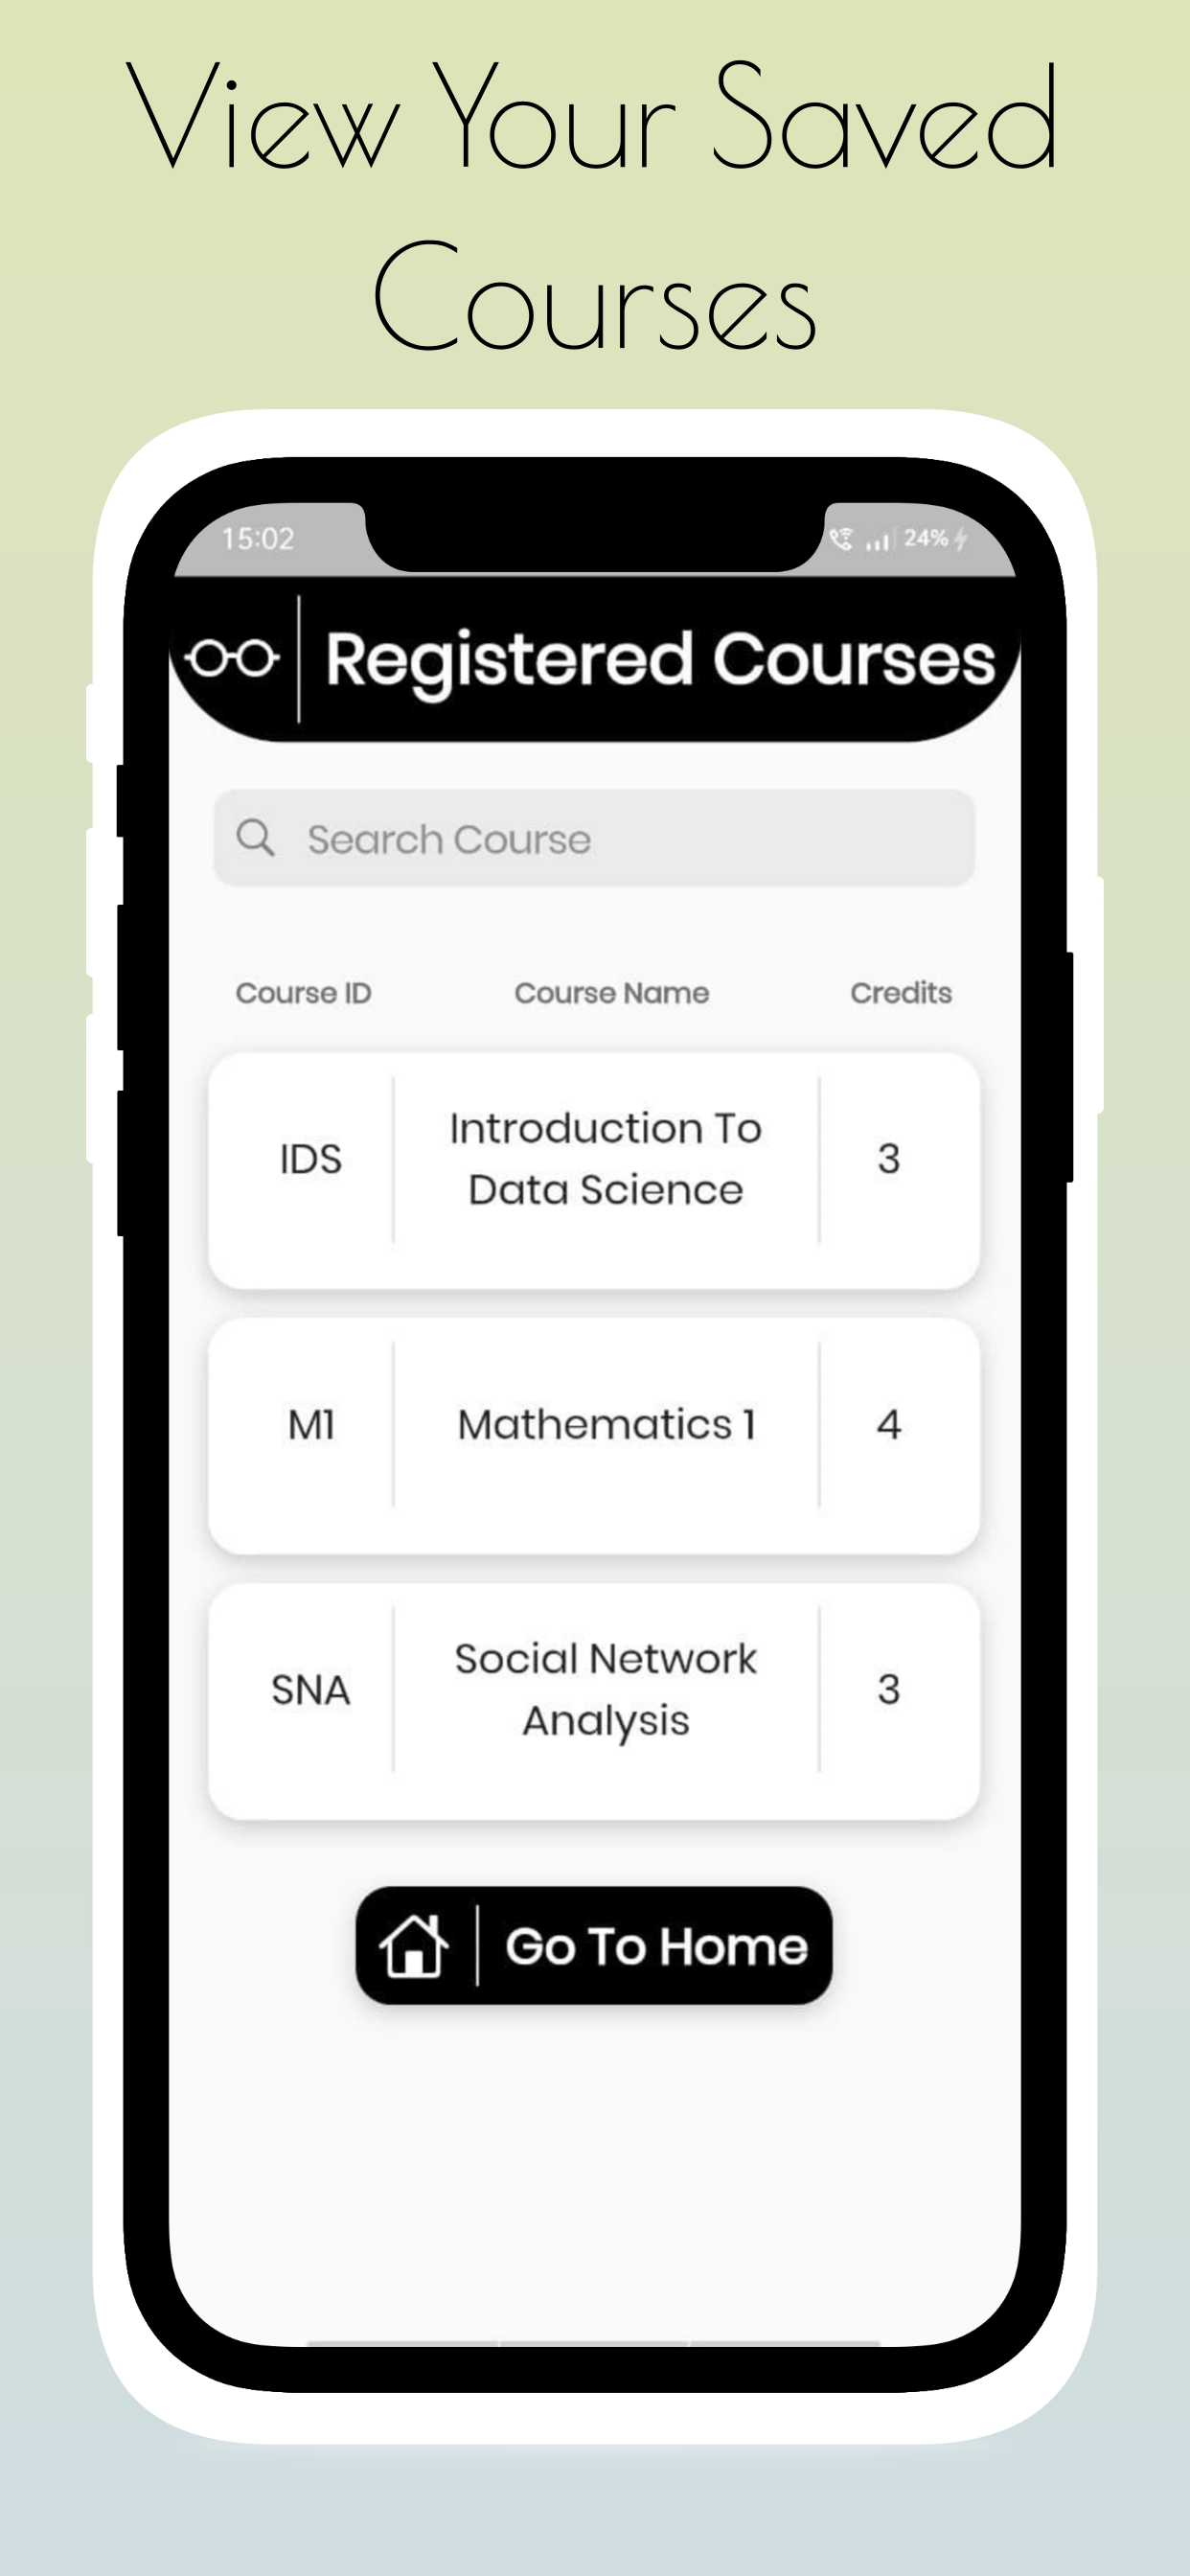 View Your Saved
Courses
15:02
24%
Registered Courses
Search Course
Course ID Course Name Credits
Introduction To
IDS 3
Data Science
M1 Mathematics 1 4
Social Network
SNA 3
Analysis
Go To Home